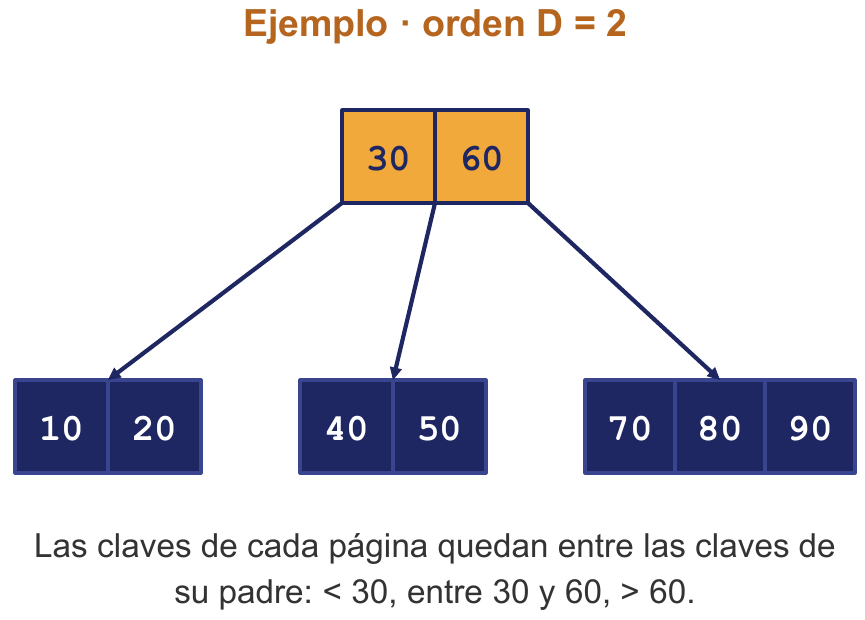 Ejemplo · orden D = 2
30 60
10 20 40 50 70 80 90
Las claves de cada página quedan entre las claves de
su padre: < 30, entre 30 y 60, > 60.